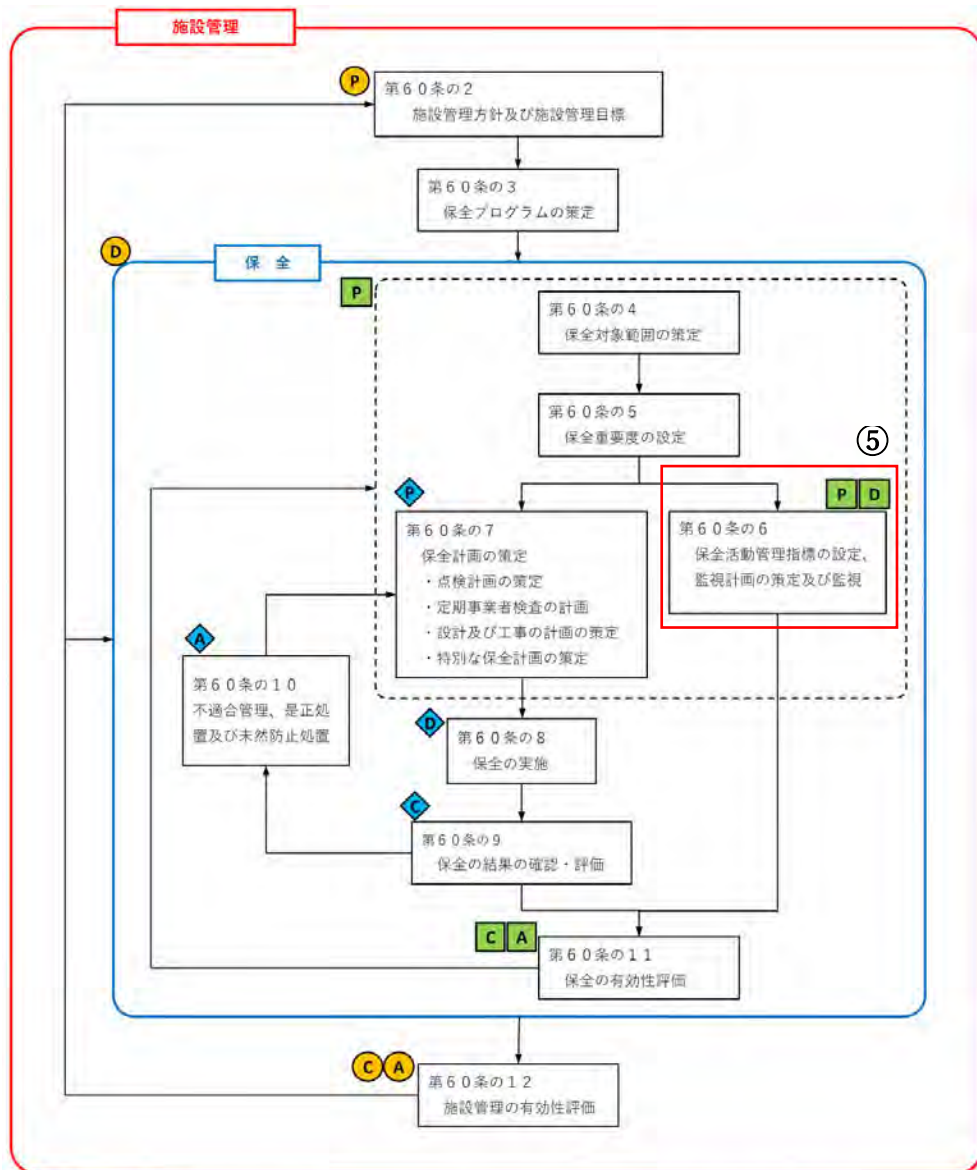 施設管理
P
第60条の2
施設管理方針及び施設管理目標
第60条の3
保全プログラムの策定
D
保 全
P
第60条の4
保全対象範囲の策定
第60条の5
保全重要度の設定
⑤
P
P D
第60条の7
保全計画の策定
・点検計画の策定
・定期事業者検査の計画
・設計及び工事の計画の策定
・特別な保全計画の策定
第60条の6
保全活動管理指標の設定、
監視計画の策定及び監視
A
第60条の10
不適合管理、是正処
置及び未然防止処置
D
第60条の8
保全の実施
C
第60条の9
保全の結果の確認・評価
C A
第60条の11
保全の有効性評価
C A
第60条の12
施設管理の有効性評価